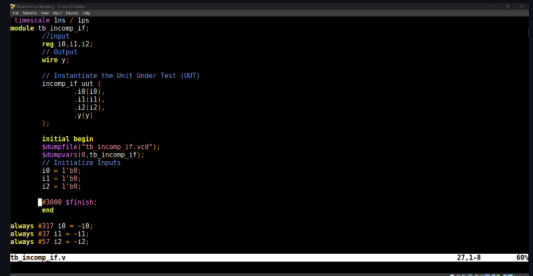 File Machine View Input Devices Help
`timescale 1ns / 1ps
module tb_incomp_if;
//input
reg i0,i1,i2;
// Output
wire y;
// Instantiate the Unit Under Test (UUT)
incomp_if uut (
.i0(i0),
.i1(i1),
.i2(i2),
.y(y)
);
initial begin
$dumpfile("tb_incomp_if.vcd");
$dumpvars(0,tb_incomp_if);
// Initialize Inputs
i0 = 1'b0;
i1 = 1'b0;
i2 = 1'b0;
#3000 $finish;
end
always #317 i0 = ~i0;
always #37 i1 = ~i1;
always #57 i2 = ~i2;
tb_incomp_if.v 27,1-8 60%